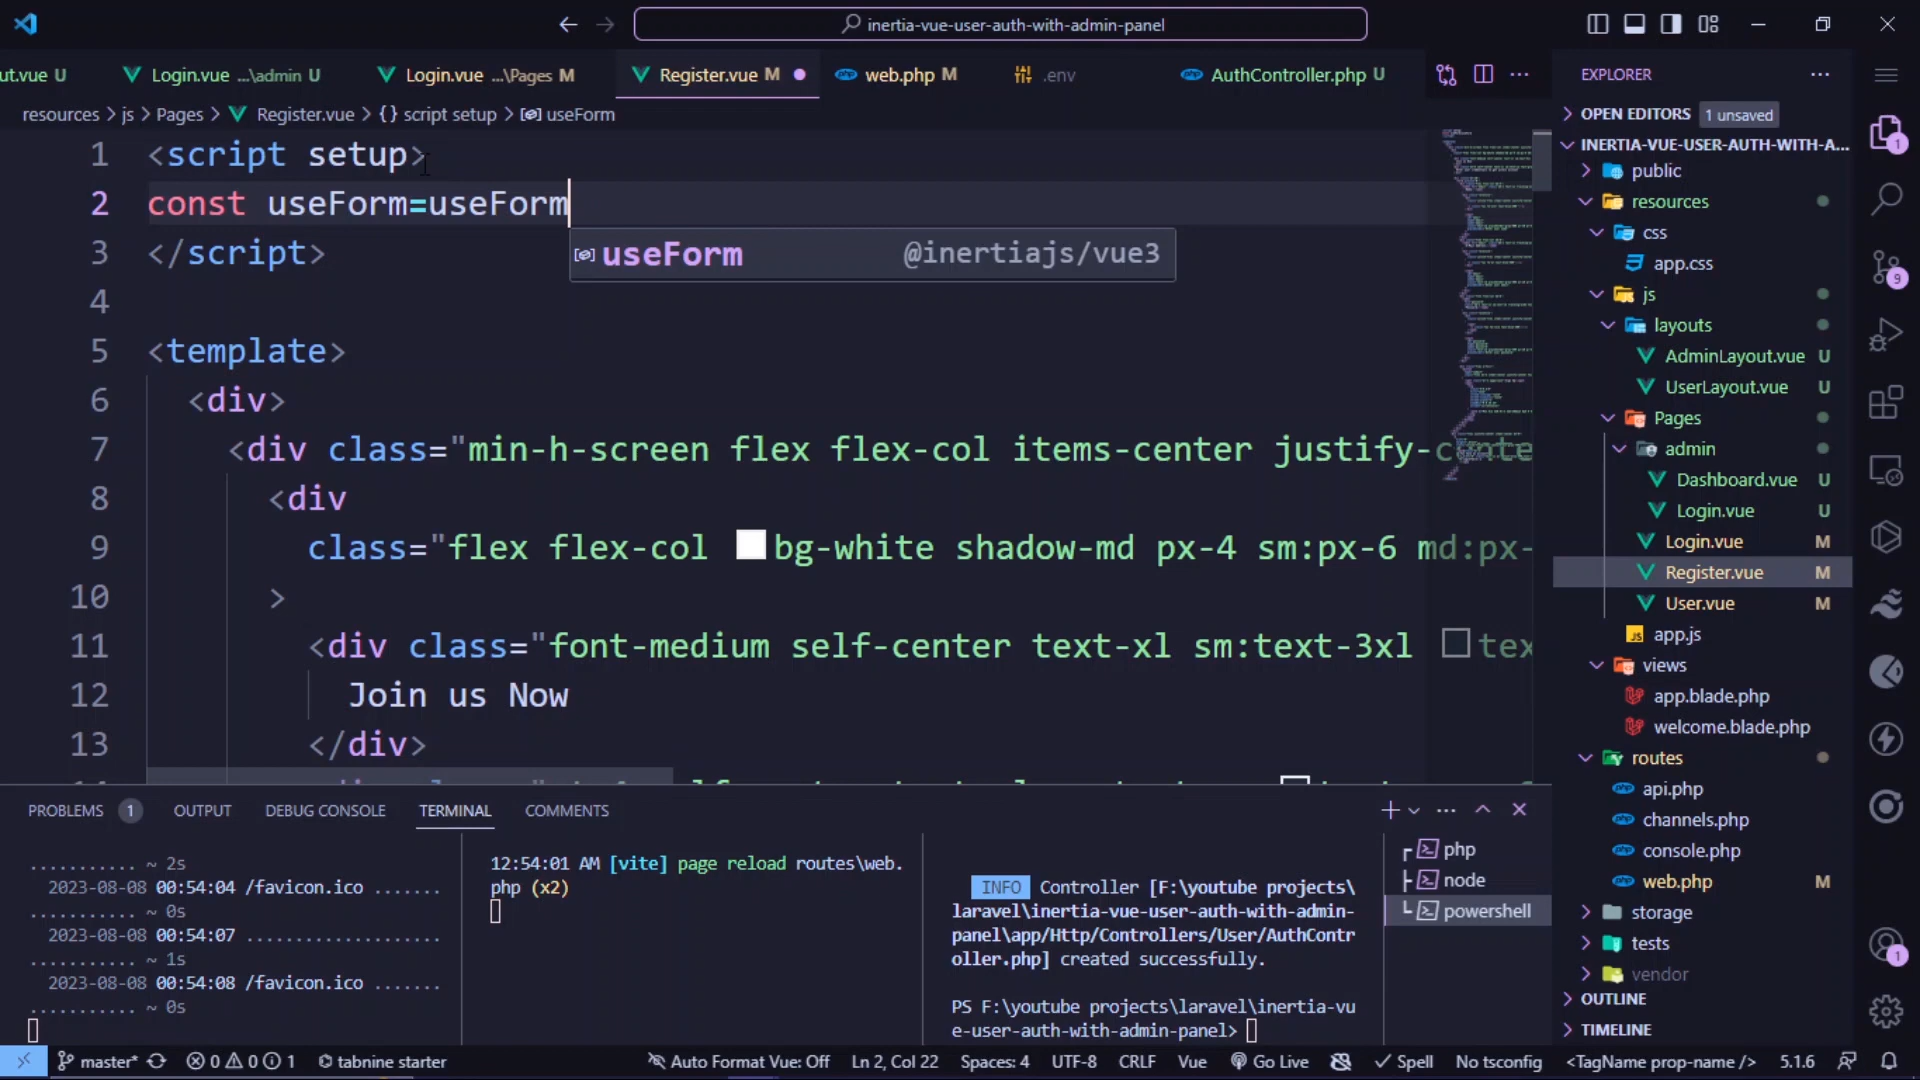 inertia-vue-user-auth-with-admin-panel
ut.vue U
Login.vue ...\admin U
Login.vue ...\Pages M
Register.vue M
web.php M
.env
AuthController.php U
EXPLORER
resources > js > Pages > Register.vue > {} script setup > useForm
1 <script setup>
2 const useForm=useForm
useForm @inertiajs/vue3
3 </script>
4
5 <template>
6 <div>
7 <div class="min-h-screen flex flex-col items-center justify-cente
8 <div
9 class="flex flex-col bg-white shadow-md px-4 sm:px-6 md:px-
10 >
11 <div class="font-medium self-center text-xl sm:text-3xl tex
12 Join us Now
13 </div>
OPEN EDITORS 1 unsaved
INERTIA-VUE-USER-AUTH-WITH-A...
public
resources
css
app.css
js
layouts
AdminLayout.vue U
UserLayout.vue U
Pages
admin
Dashboard.vue U
Login.vue U
Login.vue M
Register.vue M
User.vue M
app.js
views
app.blade.php
welcome.blade.php
routes
api.php
channels.php
console.php
web.php M
storage
tests
vendor
OUTLINE
TIMELINE
1
9
1
PROBLEMS 1
OUTPUT
DEBUG CONSOLE
TERMINAL
COMMENTS
........... ~ 2s
2023-08-08 00:54:04 /favicon.ico .......
........... ~ 0s
2023-08-08 00:54:07 ....................
........... ~ 1s
2023-08-08 00:54:08 /favicon.ico .......
........... ~ 0s
12:54:01 AM [vite] page reload routes\web.
php (x2)
INFO Controller [F:\youtube projects\
laravel\inertia-vue-user-auth-with-admin-
panel\app/Http/Controllers/User/AuthContr
oller.php] created successfully.
PS F:\youtube projects\laravel\inertia-vu
e-user-auth-with-admin-panel>
php
node
powershell
master* 0 0 1 tabnine starter Auto Format Vue: Off Ln 2, Col 22 Spaces: 4 UTF-8 CRLF Vue Go Live Spell No tsconfig <TagName prop-name /> 5.1.6